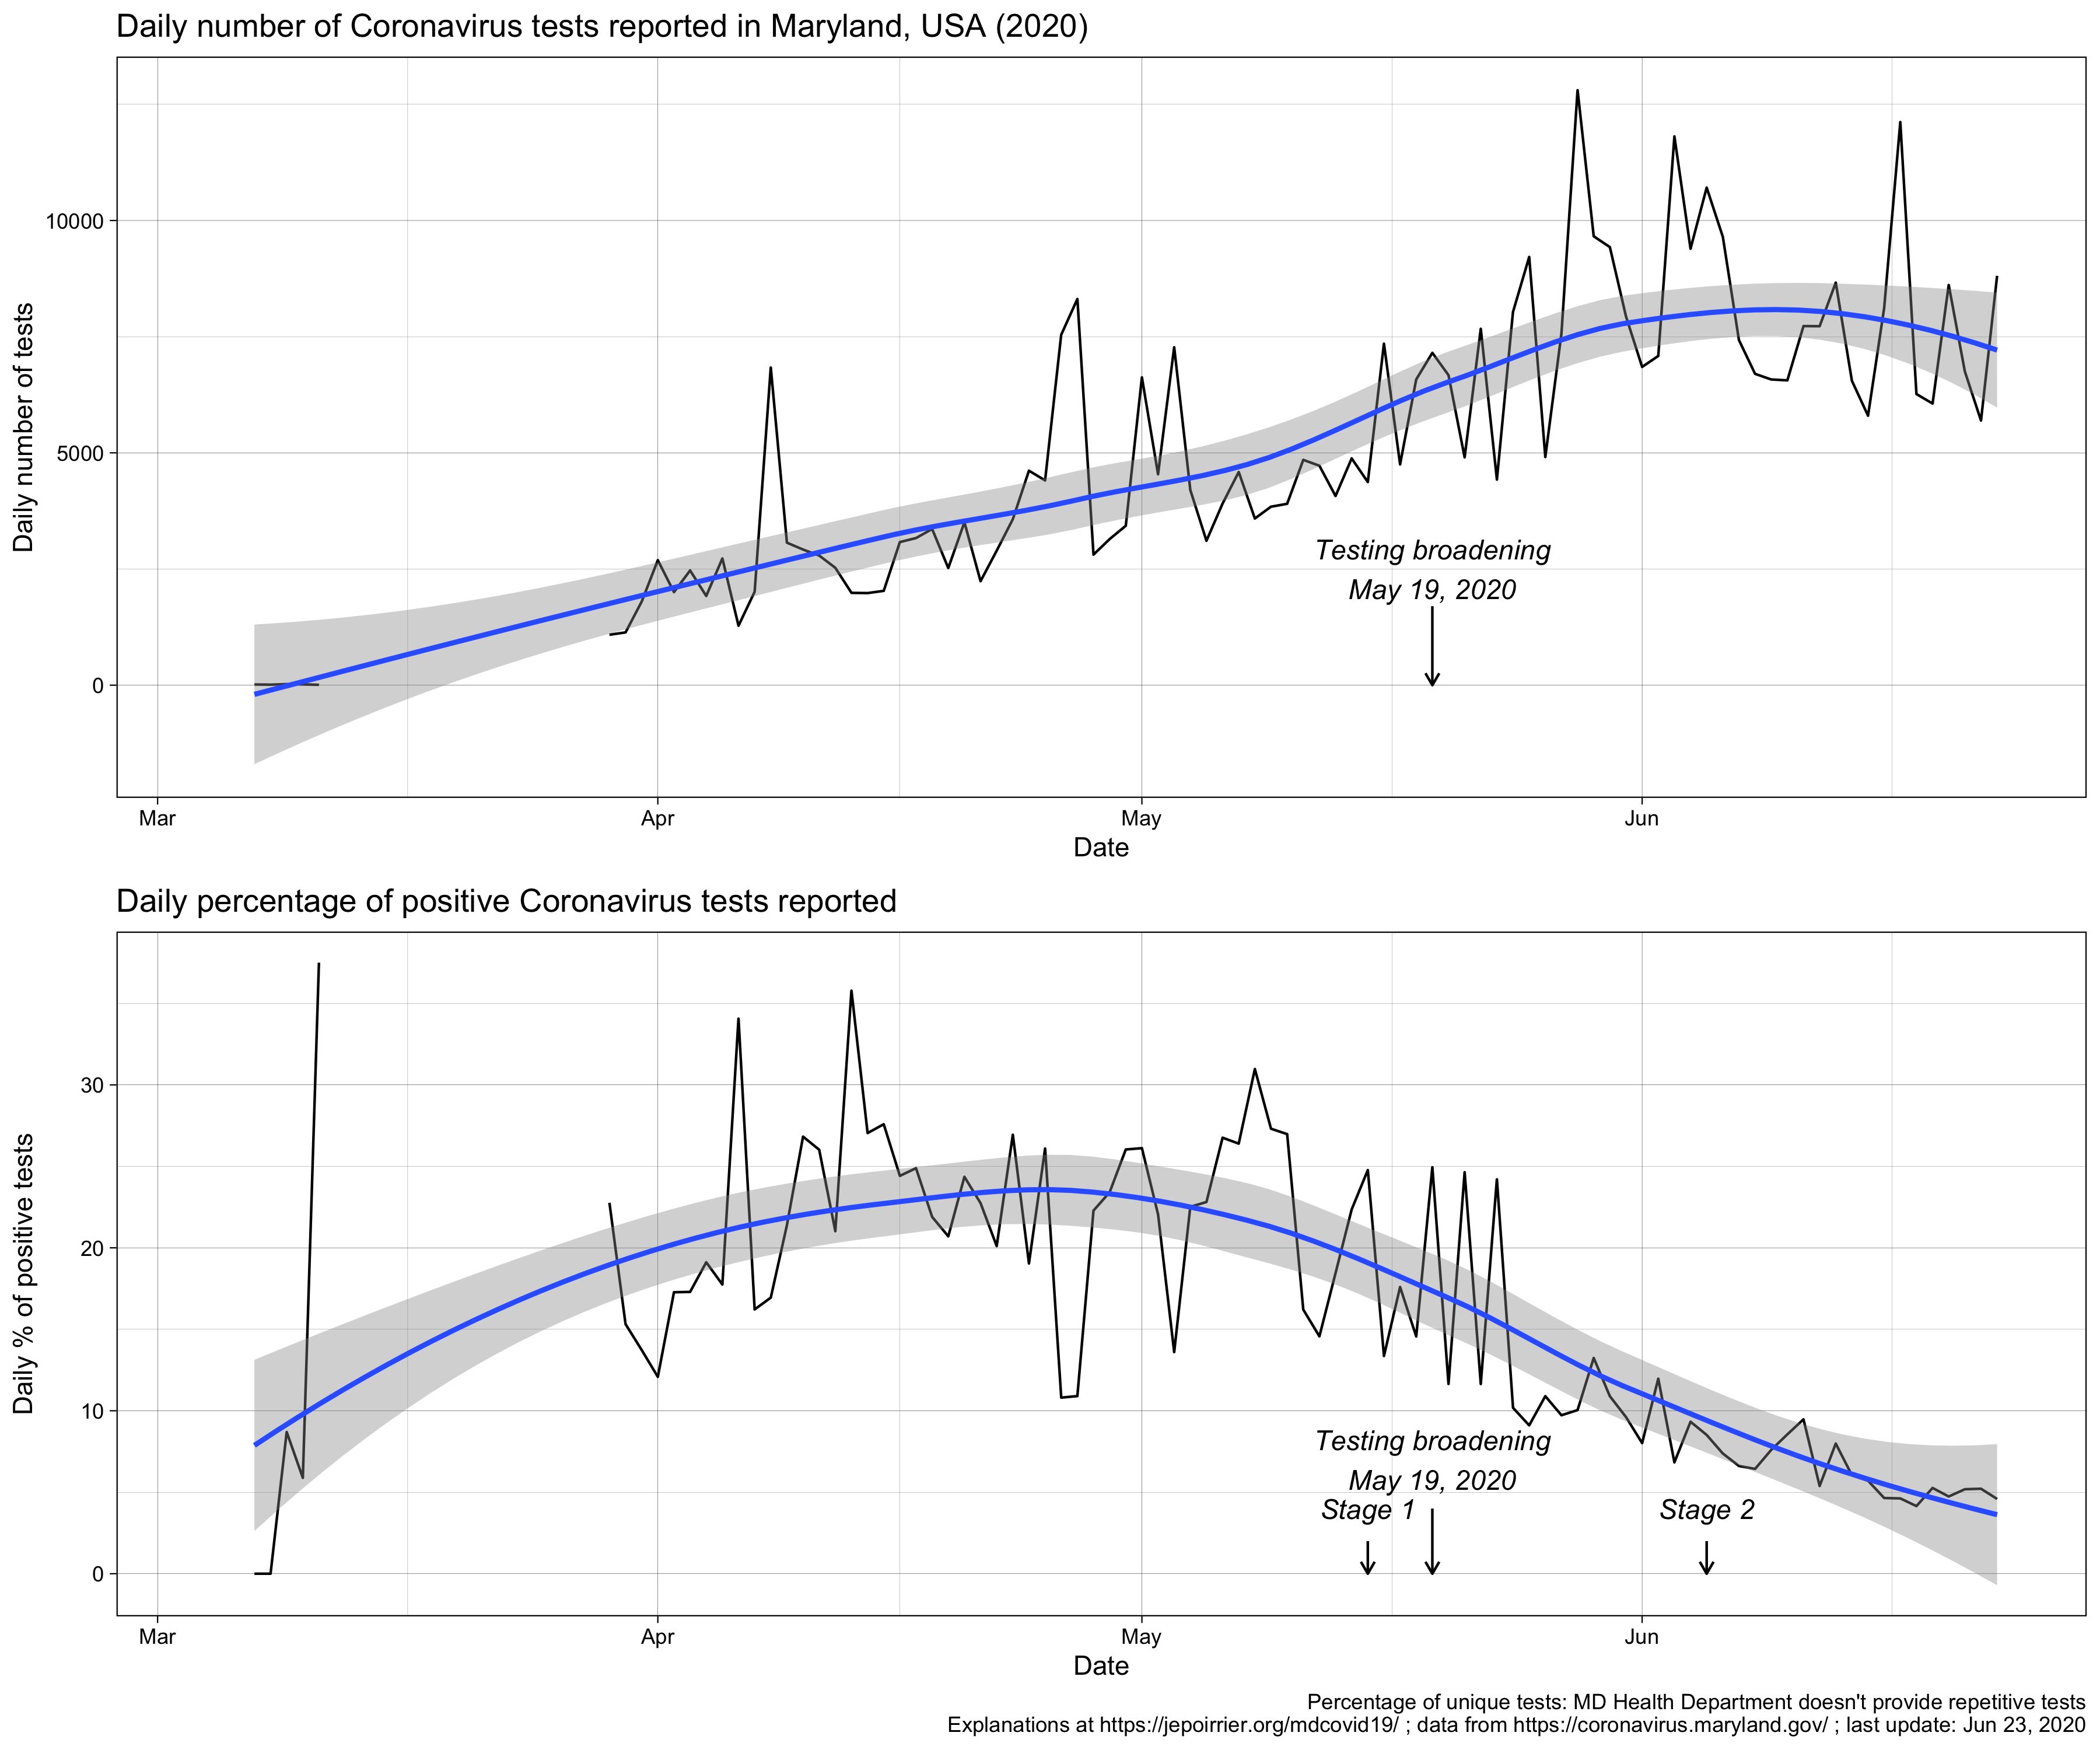 Daily number of Coronavirus tests reported in Maryland, USA (2020)
Daily number of tests
10000
5000
0
Testing broadening
May 19, 2020
Mar
Apr
May
Jun
Date
Daily percentage of positive Coronavirus tests reported
Daily % of positive tests
30
20
10
0
Testing broadening
May 19, 2020
Stage 1
Stage 2
Mar
Apr
May
Jun
Date
Percentage of unique tests: MD Health Department doesn't provide repetitive tests
Explanations at https://jepoirrier.org/mdcovid19/ ; data from https://coronavirus.maryland.gov/ ; last update: Jun 23, 2020